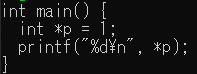 int main() {
  int *p = 1;
  printf("%d¥n", *p);
}